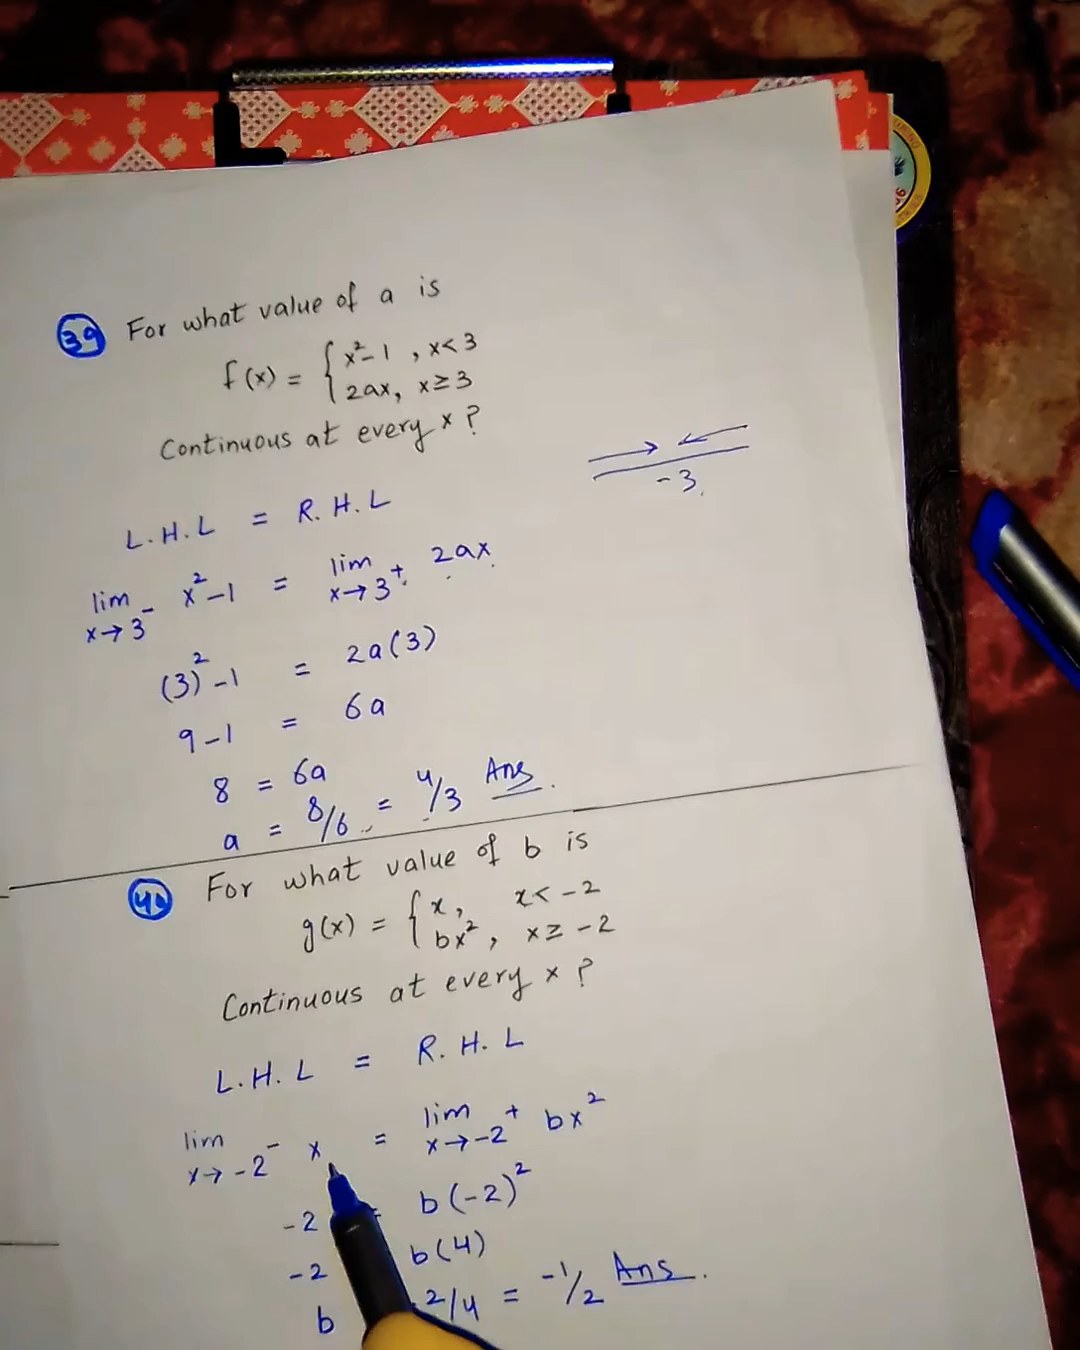 39 For what value of a is
f(x) = { x²-1 , x<3
2ax, x≥3
Continuous at every x ?
-3
L.H.L = R.H.L
lim x→3⁻ x²-1 = lim x→3⁺ 2ax
(3)²-1 = 2a(3)
9-1 = 6a
8 = 6a
a = 8/6 = 4/3 Ans.
40 For what value of b is
g(x) = { x, x<-2
bx², x≥-2
Continuous at every x ?
L.H.L = R.H.L
lim x→-2⁻ x = lim x→-2⁺ bx²
-2 = b(-2)²
-2 b(4)
b 2/4 = -1/2 Ans.